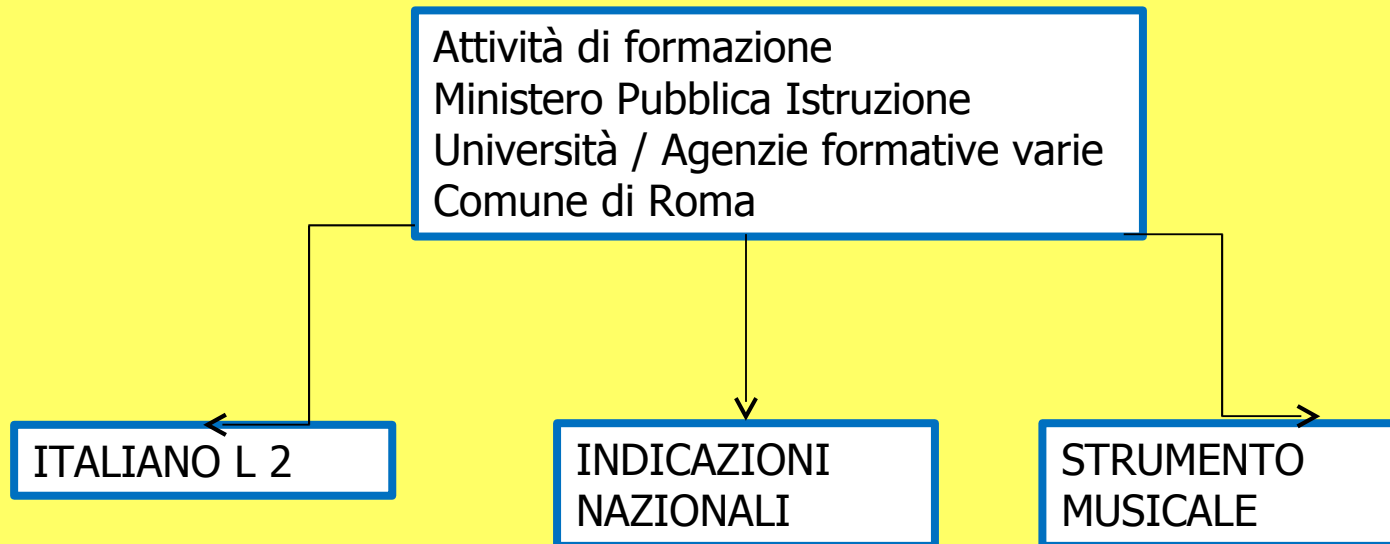 Attività di formazione
Ministero Pubblica Istruzione
Università / Agenzie formative varie
Comune di Roma
ITALIANO L 2
INDICAZIONI
NAZIONALI
STRUMENTO
MUSICALE